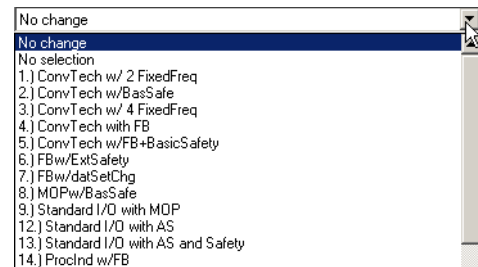 No change
No change
No selection
1.) ConvTech w/ 2 FixedFreq
2.) ConvTech w/BasSafe
3.) ConvTech w/ 4 FixedFreq
4.) ConvTech with FB
5.) ConvTech w/FB+BasicSafety
6.) FBw/ExtSafety
7.) FBw/datSetChg
8.) MOPw/BasSafe
9.) Standard I/O with MOP
12.) Standard I/O with AS
13.) Standard I/O with AS and Safety
14.) ProcInd w/FB